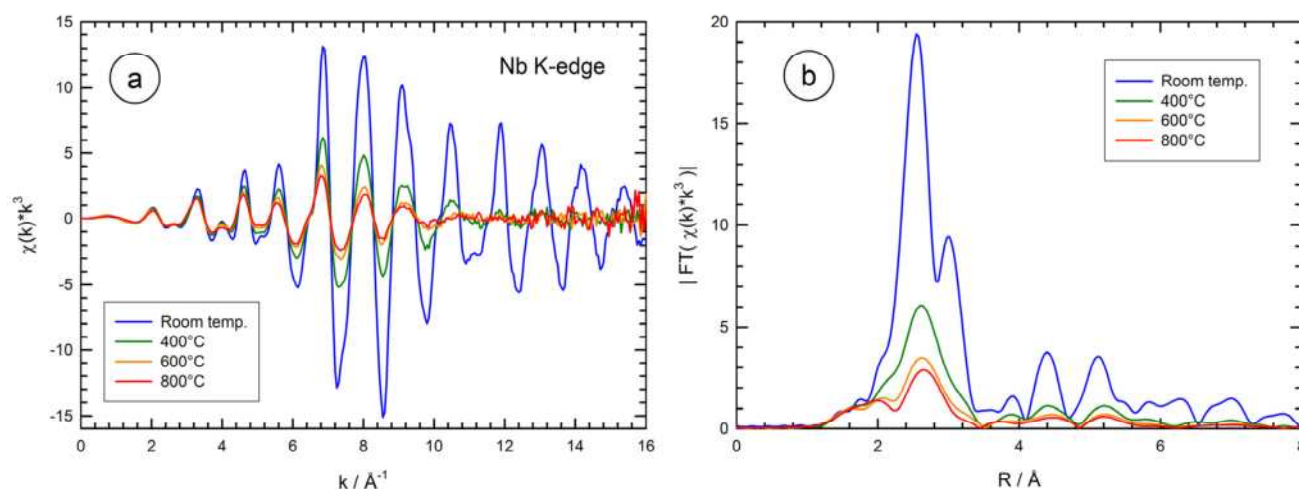 a
Nb K-edge
15
10
5
0
-5
-10
-15
χ(k)*k³
Room temp.
400°C
600°C
800°C
0 2 4 6 8 10 12 14 16
k / Å⁻¹
b
Room temp.
400°C
600°C
800°C
20
15
10
5
0
| FT( χ(k)*k³ )|
0 2 4 6 8
R / Å